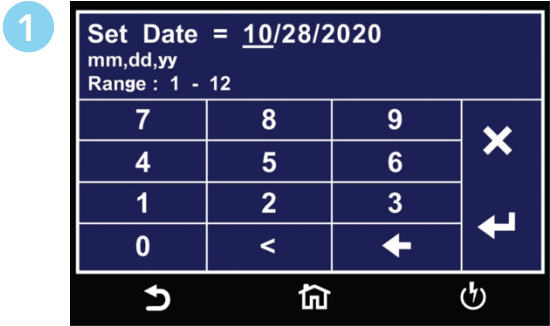 1
Set Date = 10/28/2020
mm,dd,yy
Range : 1 - 12
7 8 9
4 5 6
1 2 3
0 <